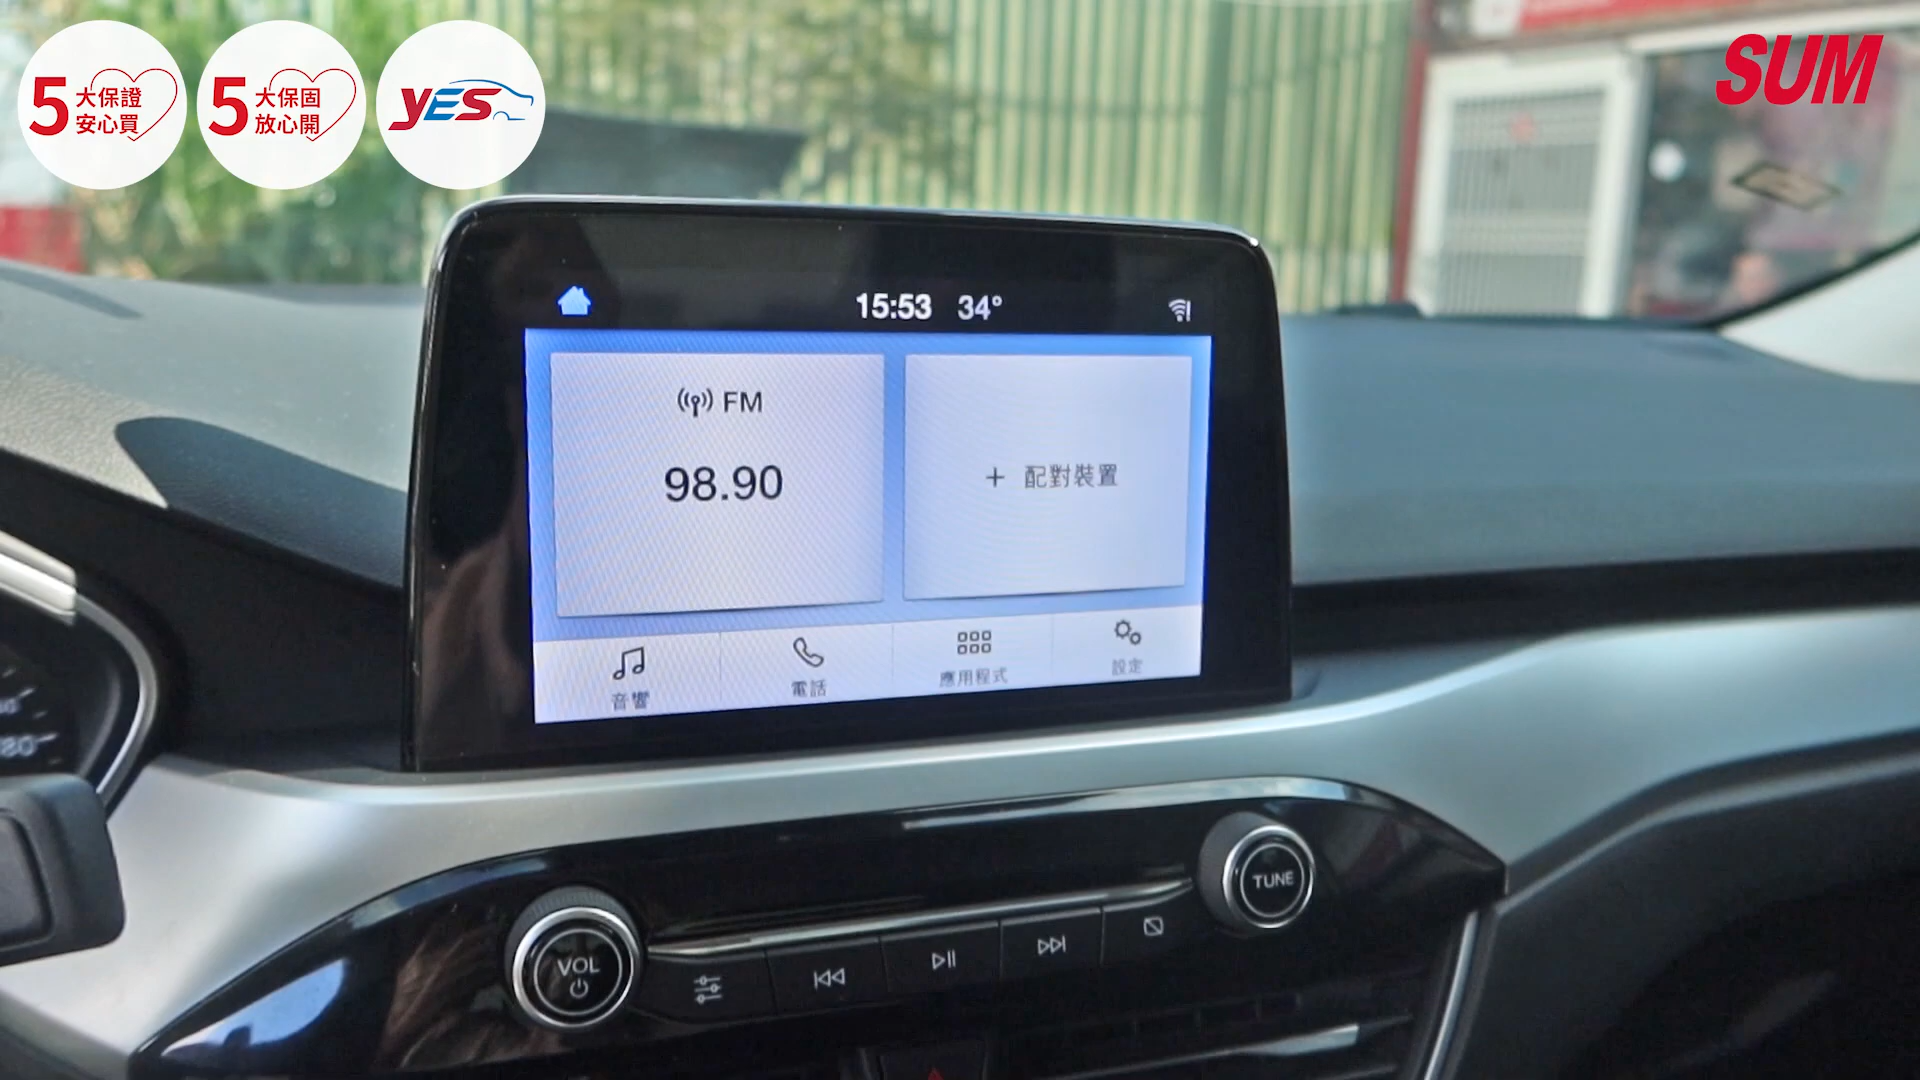 5 大保證
安心買
5 大保固
放心開
YES
SUM
15:53 34°
FM
98.90
+ 配對裝置
音響
電話
應用程式
設定
VOL
TUNE